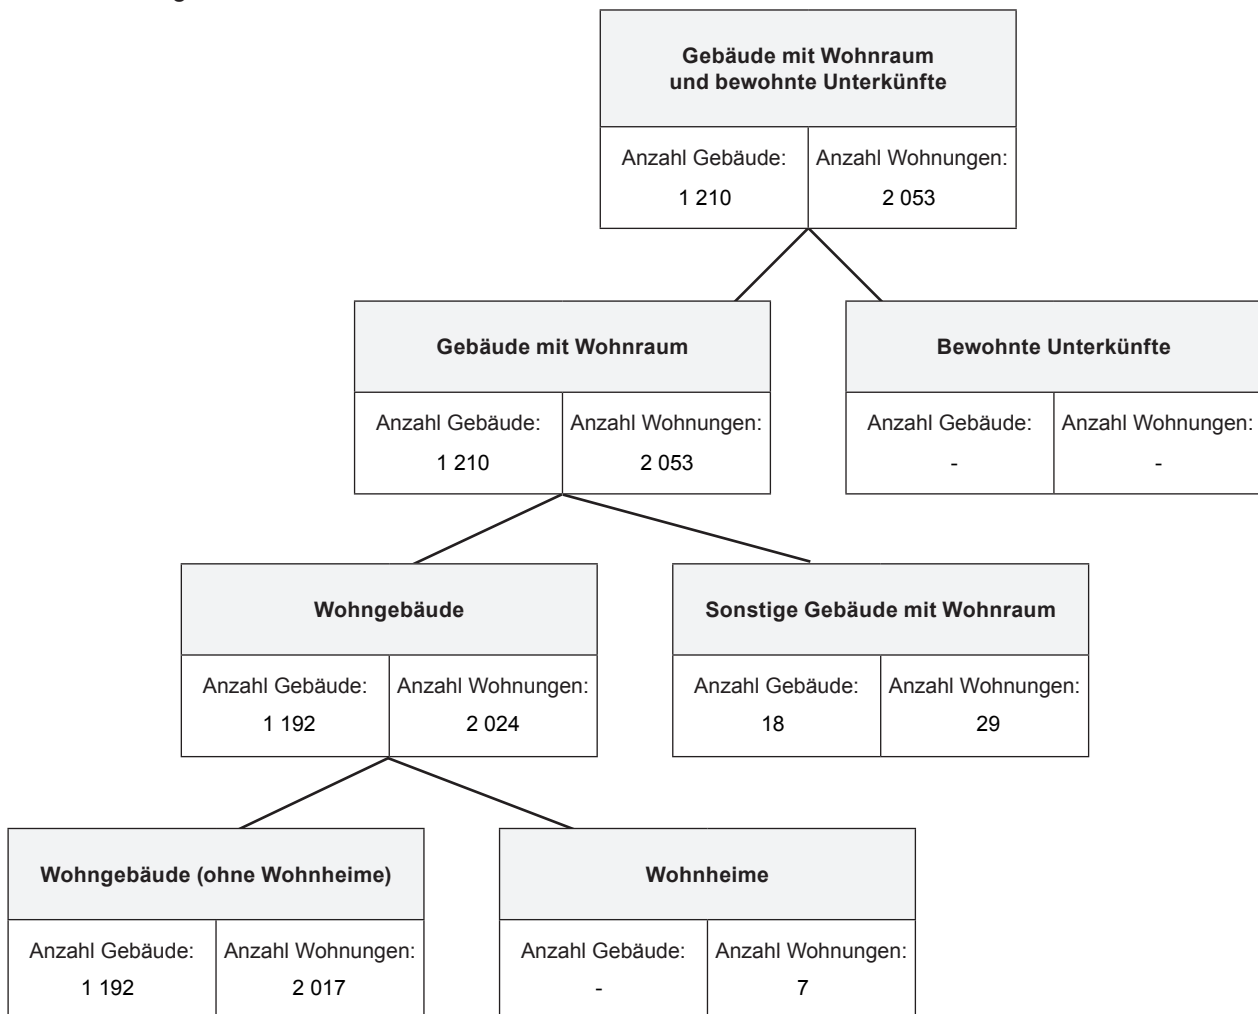 Gebäude mit Wohnraum
und bewohnte Unterkünfte
Anzahl Gebäude: Anzahl Wohnungen:
1 210 2 053
Gebäude mit Wohnraum Bewohnte Unterkünfte
Anzahl Gebäude: Anzahl Wohnungen: Anzahl Gebäude: Anzahl Wohnungen:
1 210 2 053 - -
Wohngebäude Sonstige Gebäude mit Wohnraum
Anzahl Gebäude: Anzahl Wohnungen: Anzahl Gebäude: Anzahl Wohnungen:
1 192 2 024 18 29
Wohngebäude (ohne Wohnheime) Wohnheime
Anzahl Gebäude: Anzahl Wohnungen: Anzahl Gebäude: Anzahl Wohnungen:
1 192 2 017 - 7